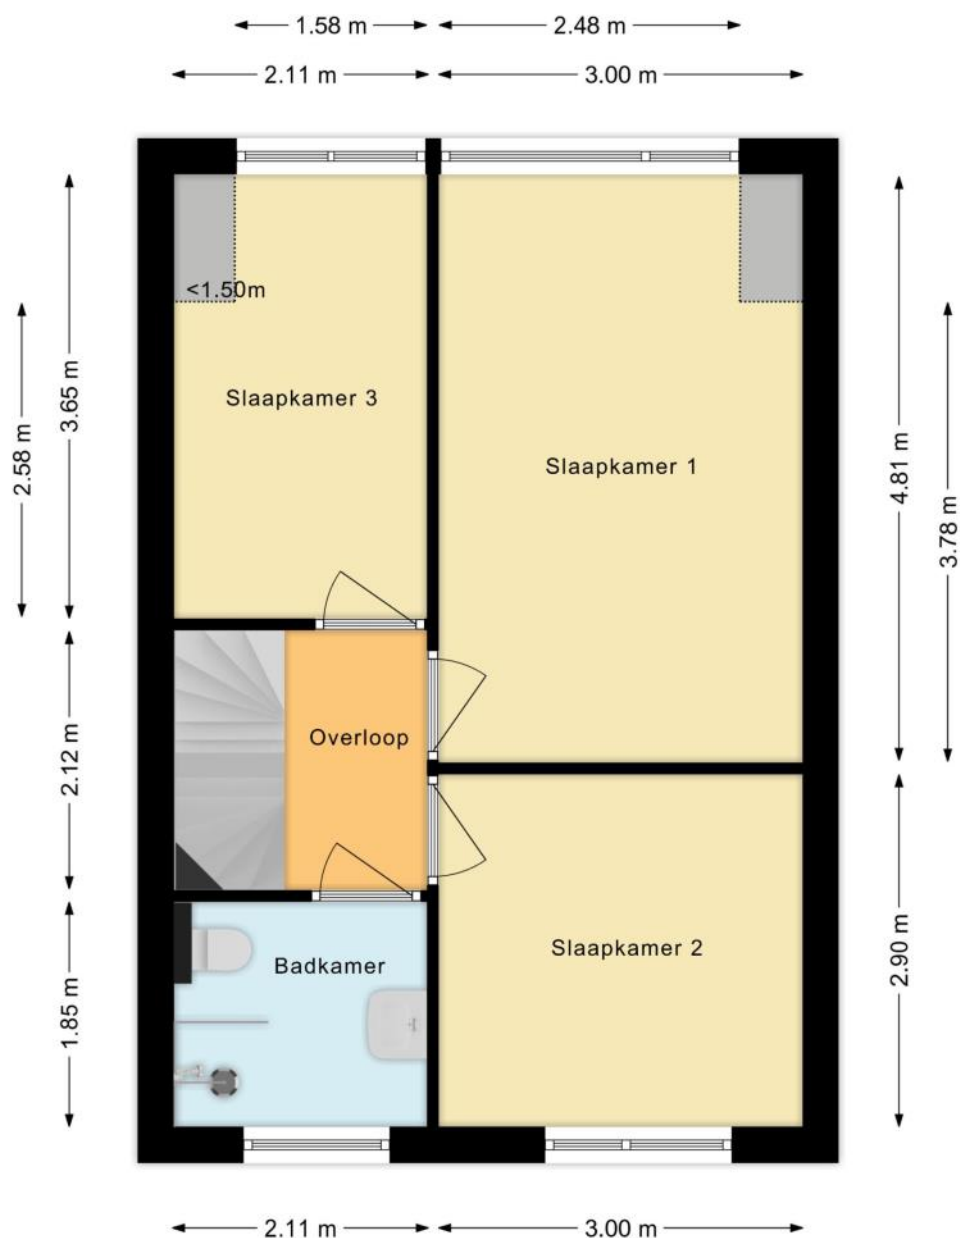 1.58 m
2.48 m
2.11 m
3.00 m
<1.50m
Slaapkamer 3
3.65 m
2.58 m
Slaapkamer 1
4.81 m
3.78 m
Overloop
2.12 m
Slaapkamer 2
2.90 m
Badkamer
1.85 m
2.11 m
3.00 m